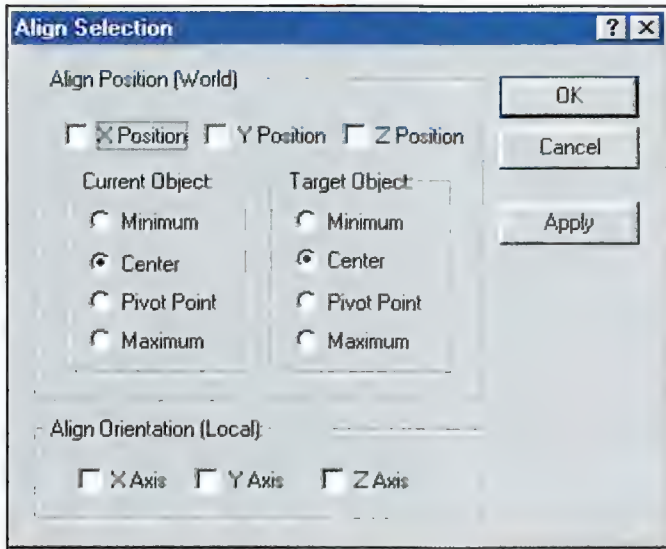 Align Selection
Align Position (World)
OK
X Position Y Position Z Position
Cancel
Current Object: Target Object:
Minimum Minimum
Apply
Center Center
Pivot Point Pivot Point
Maximum Maximum
Align Orientation (Local):
X Axis Y Axis Z Axis